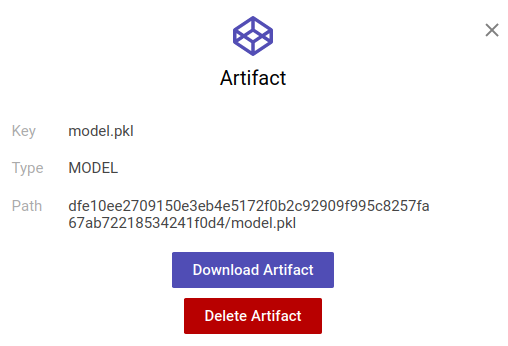 Artifact
Key model.pkl
Type MODEL
Path dfe10ee2709150e3eb4e5172f0b2c92909f995c8257fa
67ab72218534241f0d4/model.pkl
Download Artifact
Delete Artifact